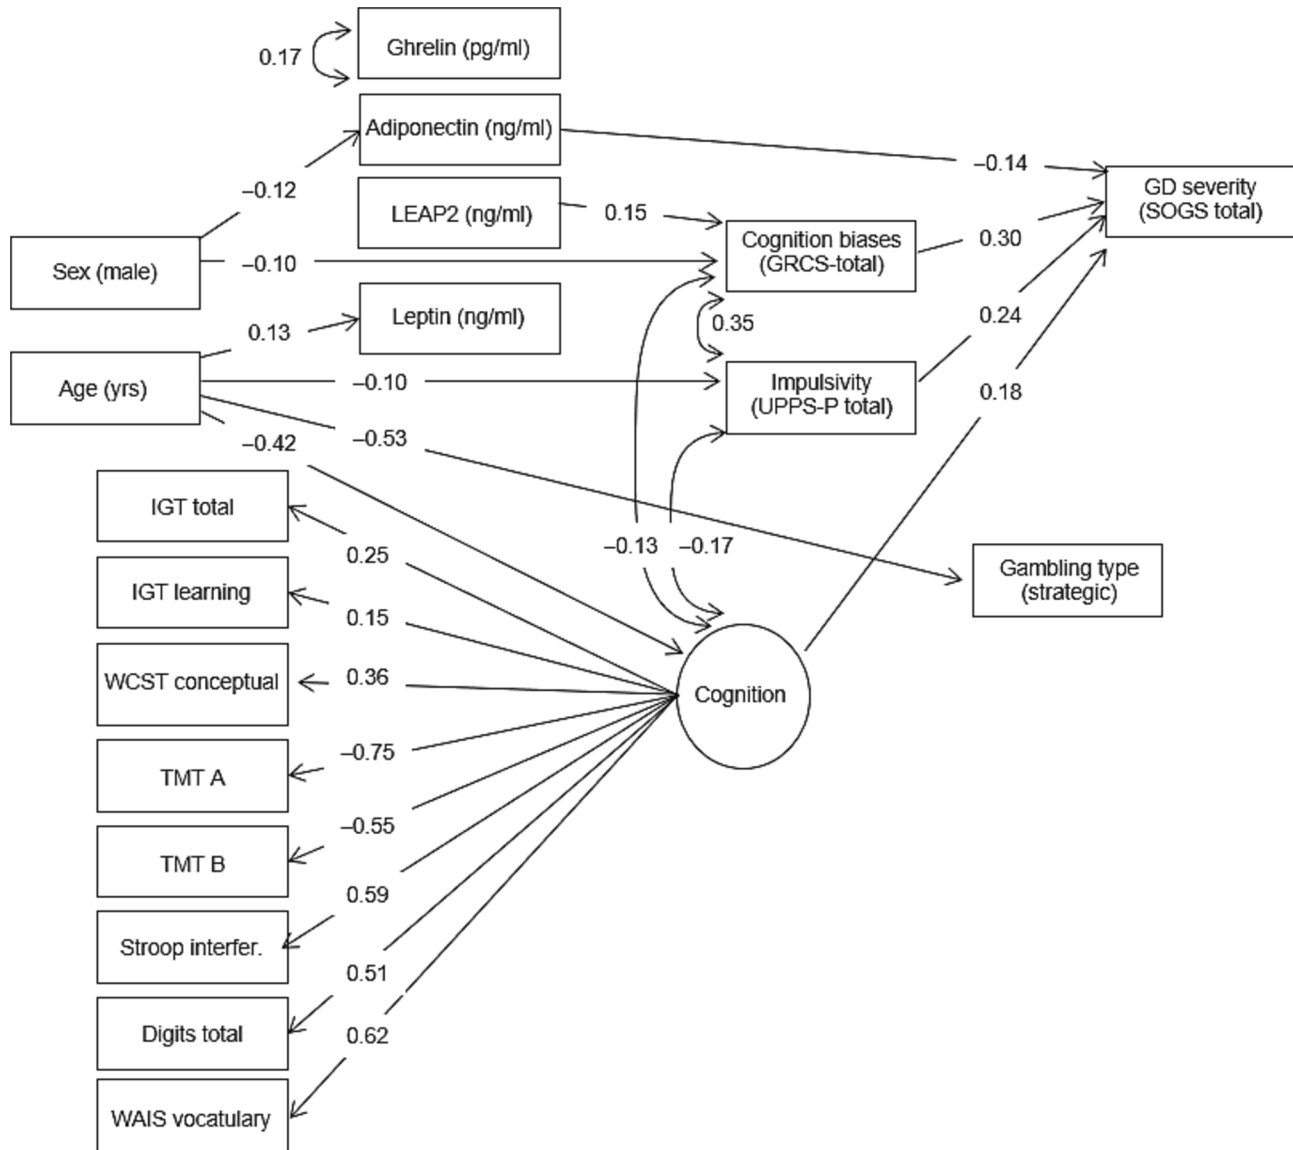 Ghrelin (pg/ml)
0.17
Adiponectin (ng/ml)
–0.14
–0.12
LEAP2 (ng/ml)
0.15
GD severity
(SOGS total)
Sex (male)
–0.10
Cognition biases
(GRCS-total)
0.30
Leptin (ng/ml)
0.13
0.35
0.24
Age (yrs)
–0.10
Impulsivity
(UPPS-P total)
0.18
–0.42
–0.53
IGT total
0.25
–0.13
–0.17
Gambling type
(strategic)
IGT learning
0.15
WCST conceptual
0.36
Cognition
TMT A
–0.75
TMT B
–0.55
Stroop interfer.
0.59
Digits total
0.51
WAIS vocatulary
0.62